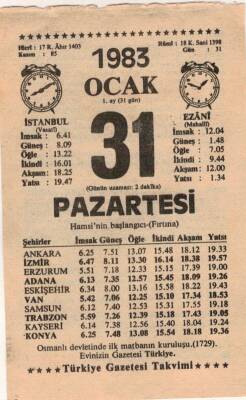 Hicrî : 17 R. Âhir 1403
Kasım : 85
Rûmî : 18 K. Sani 1398
Gün : 31
1983
OCAK
1. ay (31 gün)
İSTANBUL
(Vasatî)
İmsak : 6.41
Güneş : 8.09
Öğle : 13.22
İkindi : 16.01
Akşam : 18.25
Yatsı : 19.47
31
EZÂNÎ
(Mahallî)
İmsak : 12.04
Güneş : 1.48
Öğle : 7.05
İkindi : 9.44
Akşam : 12.00
Yatsı : 1.34
(Günün uzaması: 2 dakika)
PAZARTESİ
Hamsi'nin başlangıcı-(Fırtına)
Şehirler İmsak Güneş Öğle İkindi Akşam Yatsı
ANKARA 6.25 7.51 13.07 15.48 18.12 19.33
İZMİR 6.47 8.11 13.30 16.14 18.38 19.57
ERZURUM 5.51 7.18 12.33 15.13 17.39 19.00
ADANA 6.13 7.35 12.57 15.45 18.09 19.26
ESKİŞEHİR 6.34 8.00 13.16 15.58 18.22 19.43
VAN 5.42 7.06 12.25 15.10 17.34 18.53
SAMSUN 6.12 7.40 12.53 15.31 17.55 19.18
TRABZON 5.59 7.26 12.39 15.18 17.43 19.05
KAYSERİ 6.14 7.38 12.56 15.40 18.04 19.24
KONYA 6.25 7.48 13.08 15.54 18.18 19.36
Osmanlı devletinde ilk matbanın kuruluşu.(1729).
Evinizin Gazetesi Türkiye.
Türkiye Gazetesi Takvimi